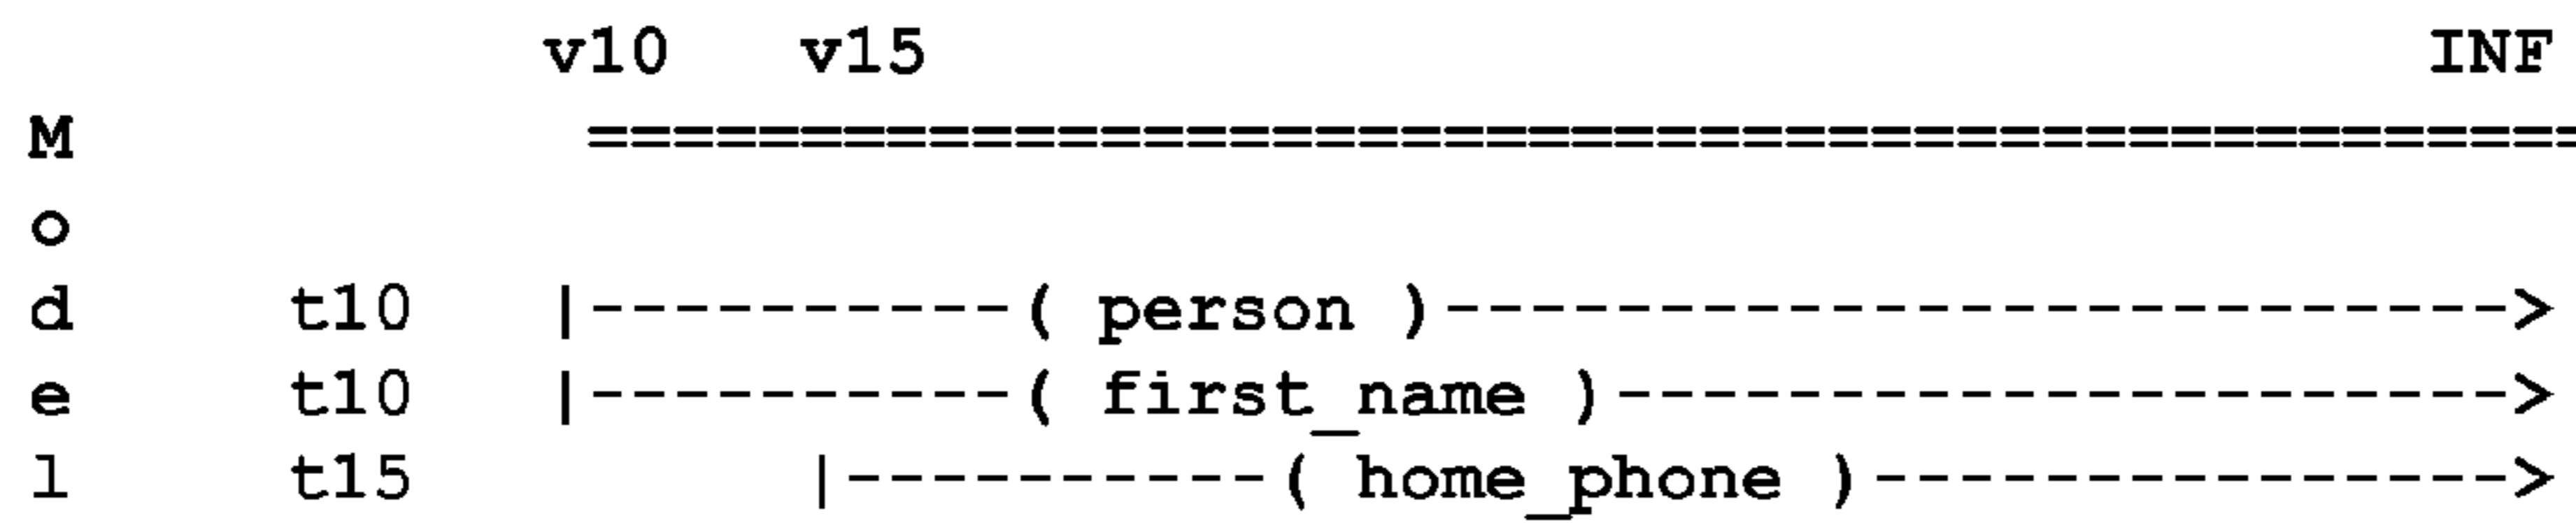 v10   v15                                   INF
M            ===============================================
o
d     t10   |----------( person )-------------------------->
e     t10   |----------( first_name )--------------------->
l     t15         |----------( home_phone )--------------->